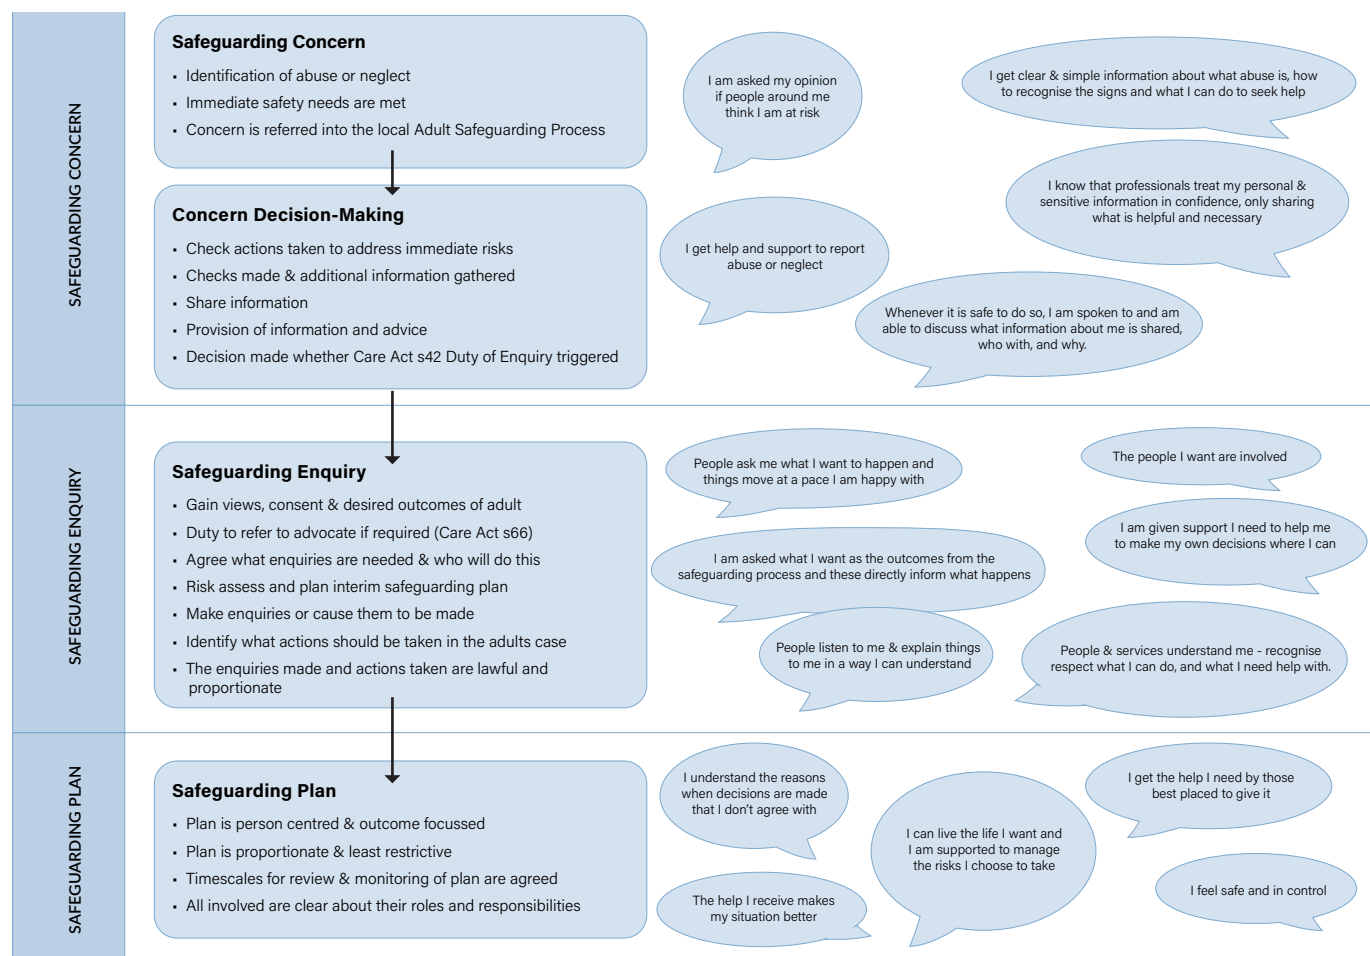 SAFEGUARDING CONCERN
Safeguarding Concern
• Identification of abuse or neglect
• Immediate safety needs are met
• Concern is referred into the local Adult Safeguarding Process
Concern Decision-Making
• Check actions taken to address immediate risks
• Checks made & additional information gathered
• Share information
• Provision of information and advice
• Decision made whether Care Act s42 Duty of Enquiry triggered
I am asked my opinion
if people around me
think I am at risk
I get clear & simple information about what abuse is, how
to recognise the signs and what I can do to seek help
I know that professionals treat my personal &
sensitive information in confidence, only sharing
what is helpful and necessary
I get help and support to report
abuse or neglect
Whenever it is safe to do so, I am spoken to and am
able to discuss what information about me is shared,
who with, and why.
SAFEGUARDING ENQUIRY
Safeguarding Enquiry
• Gain views, consent & desired outcomes of adult
• Duty to refer to advocate if required (Care Act s66)
• Agree what enquiries are needed & who will do this
• Risk assess and plan interim safeguarding plan
• Make enquiries or cause them to be made
• Identify what actions should be taken in the adults case
• The enquiries made and actions taken are lawful and
proportionate
People ask me what I want to happen and
things move at a pace I am happy with
The people I want are involved
I am given support I need to help me
to make my own decisions where I can
I am asked what I want as the outcomes from the
safeguarding process and these directly inform what happens
People listen to me & explain things
to me in a way I can understand
People & services understand me - recognise
respect what I can do, and what I need help with.
SAFEGUARDING PLAN
Safeguarding Plan
• Plan is person centred & outcome focussed
• Plan is proportionate & least restrictive
• Timescales for review & monitoring of plan are agreed
• All involved are clear about their roles and responsibilities
I understand the reasons
when decisions are made
that I don't agree with
I get the help I need by those
best placed to give it
I can live the life I want and
I am supported to manage
the risks I choose to take
The help I receive makes
my situation better
I feel safe and in control